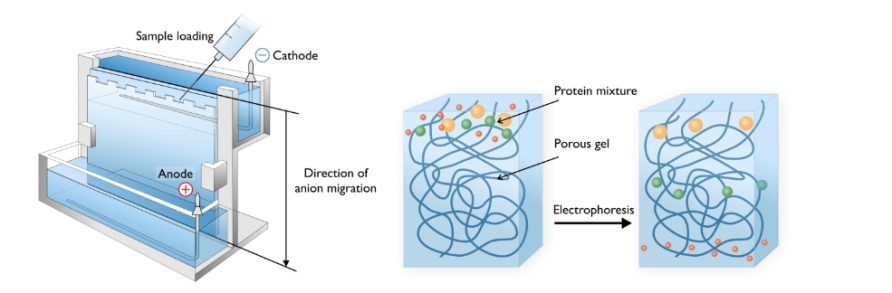 Sample loading
− Cathode
Anode
+
Direction of
anion migration
Protein mixture
Porous gel
Electrophoresis